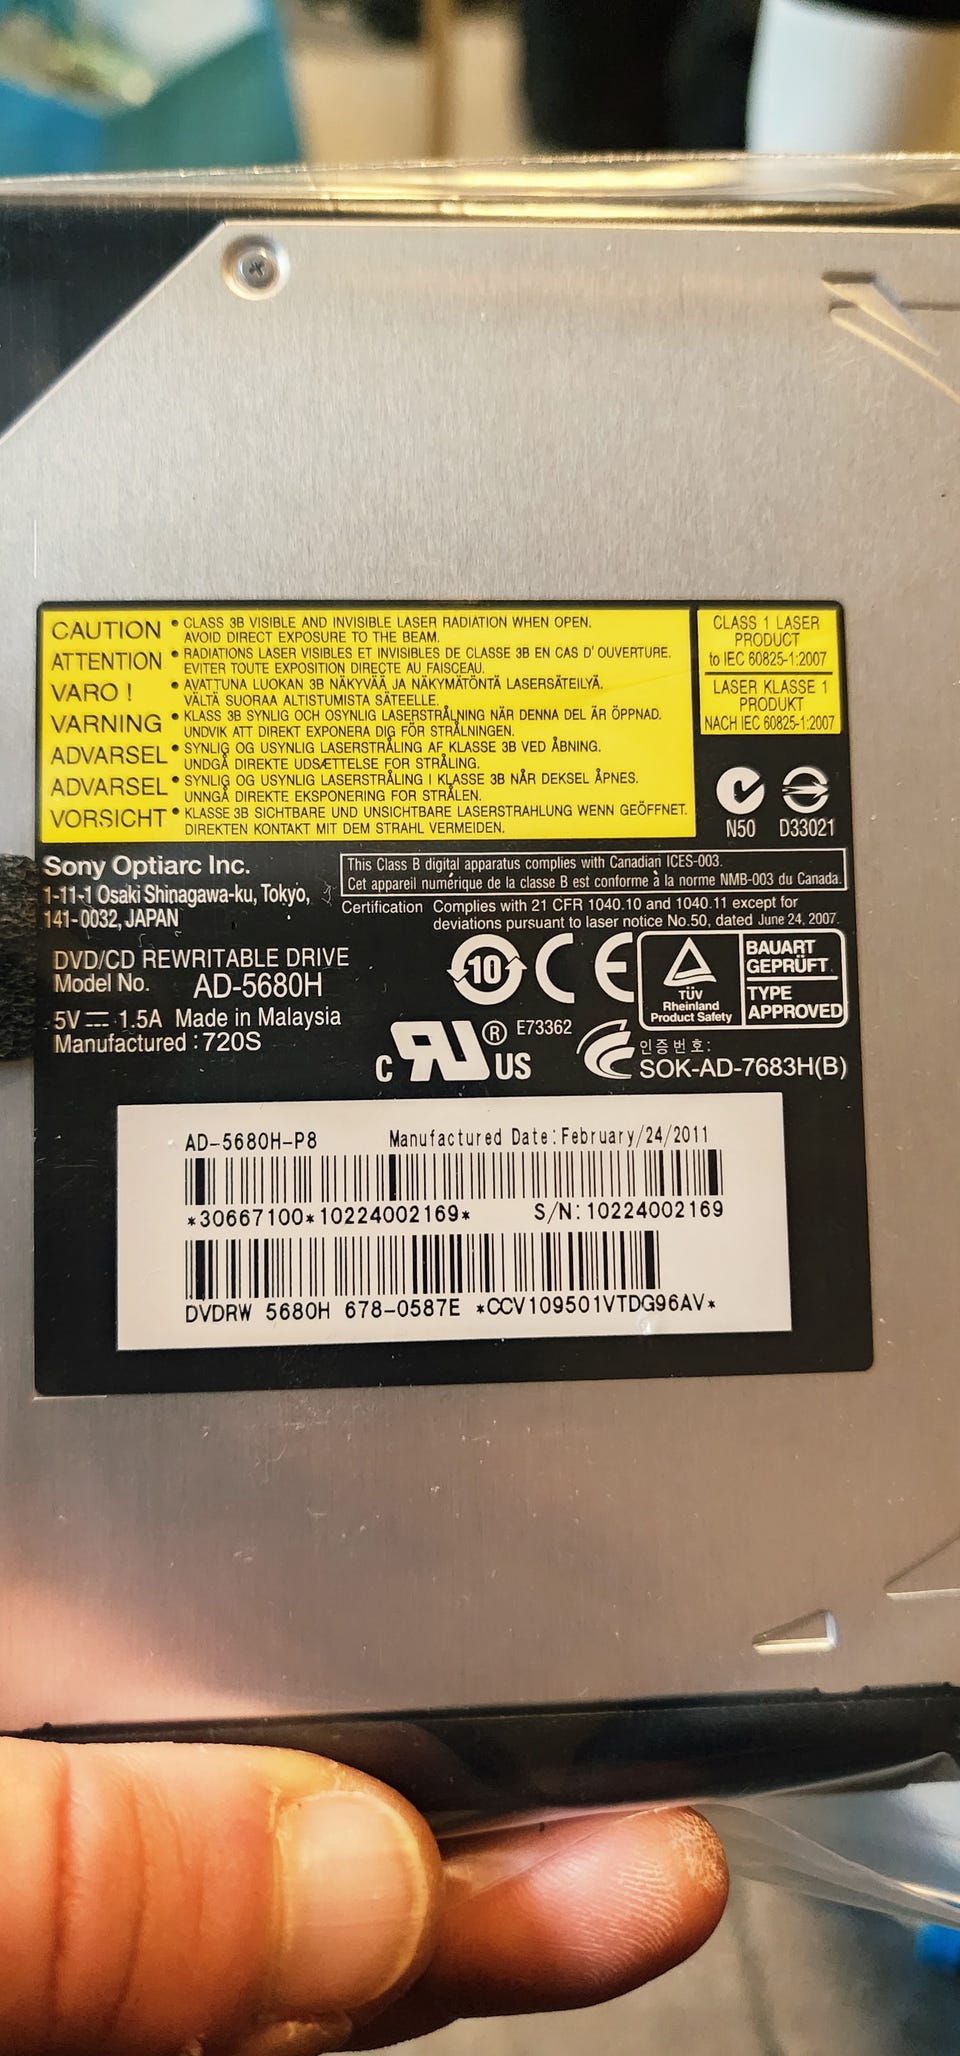 CAUTION • CLASS 3B VISIBLE AND INVISIBLE LASER RADIATION WHEN OPEN.
AVOID DIRECT EXPOSURE TO THE BEAM.
ATTENTION • RADIATIONS LASER VISIBLES ET INVISIBLES DE CLASSE 3B EN CAS D'OUVERTURE.
EVITER TOUTE EXPOSITION DIRECTE AU FAISCEAU.
VARO ! • AVATTUNA LUOKAN 3B NÄKYVÄÄ JA NÄKYMÄTÖNTÄ LASERSÄTEILYÄ.
VÄLTÄ SUORAA ALTISTUMISTA SÄTEELLE.
VARNING • KLASS 3B SYNLIG OCH OSYNLIG LASERSTRÅLNING NÄR DENNA DEL ÄR ÖPPNAD.
UNDVIK ATT DIREKT EXPONERA DIG FÖR STRÅLNINGEN.
ADVARSEL • SYNLIG OG USYNLIG LASERSTRÅLING AF KLASSE 3B VED ÅBNING.
UNDGÅ DIREKTE UDSÆTTELSE FOR STRÅLING.
ADVARSEL • SYNLIG OG USYNLIG LASERSTRÅLING I KLASSE 3B NÅR DEKSEL ÅPNES.
UNNGÅ DIREKTE EKSPONERING FOR STRÅLEN.
VORSICHT • KLASSE 3B SICHTBARE UND UNSICHTBARE LASERSTRAHLUNG WENN GEÖFFNET.
DIREKTEN KONTAKT MIT DEM STRAHL VERMEIDEN.
CLASS 1 LASER
PRODUCT
to IEC 60825-1:2007
LASER KLASSE 1
PRODUKT
NACH IEC 60825-1:2007
N50 D33021
Sony Optiarc Inc.
1-11-1 Osaki Shinagawa-ku, Tokyo,
141-0032, JAPAN
This Class B digital apparatus complies with Canadian ICES-003.
Cet appareil numérique de la classe B est conforme à la norme NMB-003 du Canada.
Certification Complies with 21 CFR 1040.10 and 1040.11 except for
deviations pursuant to laser notice No.50, dated June 24, 2007.
DVD/CD REWRITABLE DRIVE
Model No. AD-5680H
5V 1.5A Made in Malaysia
Manufactured : 720S
10 CE
TÜV
Rheinland
Product Safety
BAUART
GEPRÜFT
TYPE
APPROVED
C RU ® US E73362
인증번호:
SOK-AD-7683H(B)
AD-5680H-P8 Manufactured Date:February/24/2011
*30667100*10224002169* S/N:10224002169
DVDRW 5680H 678-0587E *CCV109501VTDG96AV*